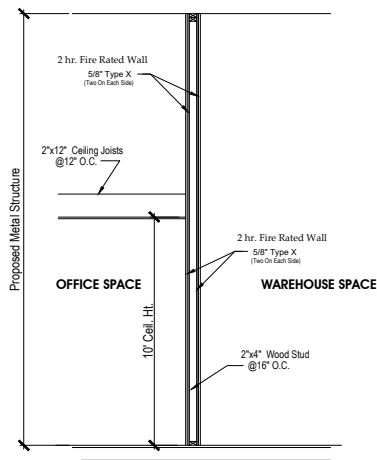 2 hr. Fire Rated Wall
5/8" Type X
(Two On Each Side)
2"x12" Ceiling Joists
@12" O.C.
Proposed Metal Structure
2 hr. Fire Rated Wall
5/8" Type X
(Two On Each Side)
OFFICE SPACE
WAREHOUSE SPACE
10' Ceil. Ht.
2"x4" Wood Stud
@16" O.C.